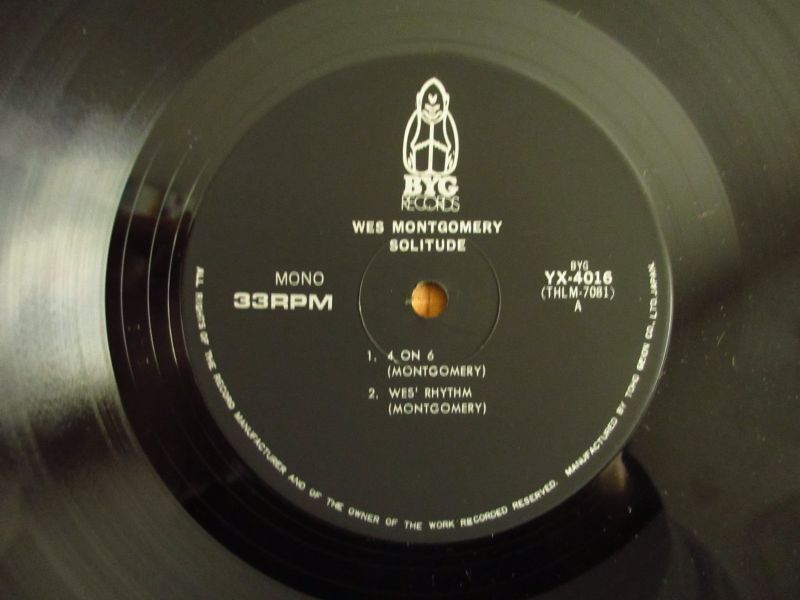 BYG
RECORDS
WES MONTGOMERY
SOLITUDE
MONO
33RPM
BYG
YX-4016
(THLM-7081)
A
1. 4 ON 6
(MONTGOMERY)
2. WES' RHYTHM
(MONTGOMERY)
ALL RIGHTS OF THE RECORD MANUFACTURER AND OF THE OWNER OF THE WORK RECORDED RESERVED. MANUFACTURED BY TOHO GEION CO., LTD. JAPAN.